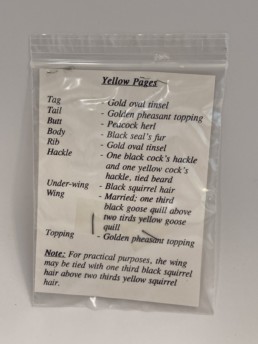 Yellow Pages
Tag - Gold oval tinsel
Tail - Golden pheasant topping
Butt - Peacock herl
Body - Black seal's fur
Rib - Gold oval tinsel
Hackle - One black cock's hackle
and one yellow cock's
hackle, tied beard
Under-wing - Black squirrel hair
Wing - Married; one third
black goose quill above
two tirds yellow goose
quill
Topping - Golden pheasant topping
Note: For practical purposes, the wing
may be tied with one third black squirrel
hair above two thirds yellow squirrel
hair.